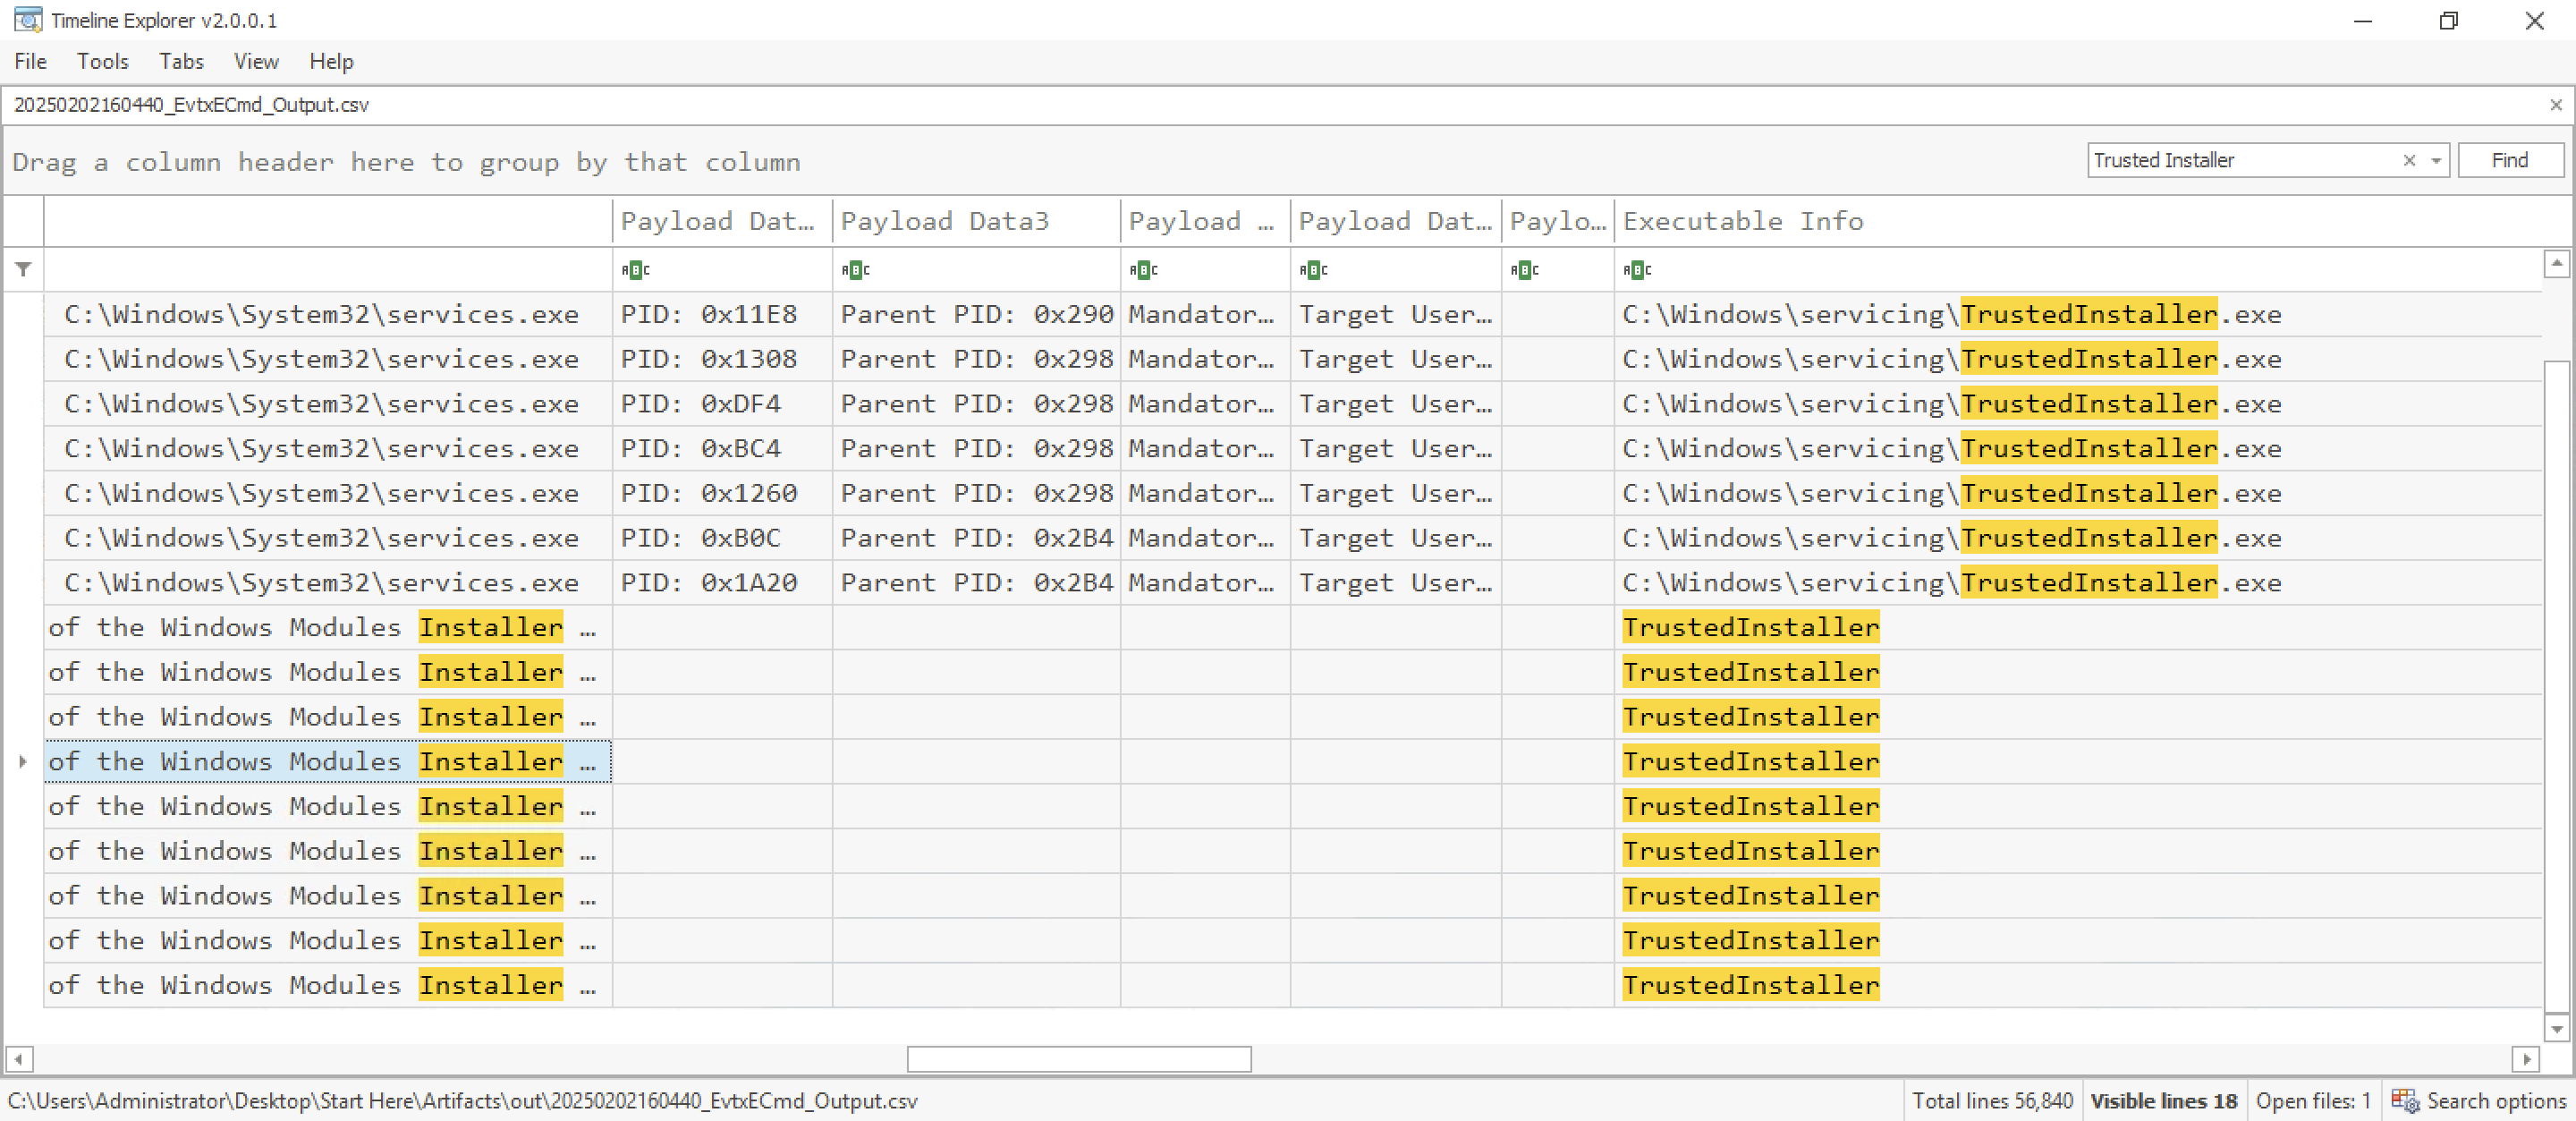 Timeline Explorer v2.0.0.1
File Tools Tabs View Help
20250202160440_EvtxECmd_Output.csv
Drag a column header here to group by that column
Trusted Installer
Find
Payload Dat… Payload Data3 Payload … Payload Dat… Paylo… Executable Info
ABC ABC ABC ABC ABC ABC
C:\Windows\System32\services.exe PID: 0x11E8 Parent PID: 0x290 Mandator… Target User… C:\Windows\servicing\TrustedInstaller.exe
C:\Windows\System32\services.exe PID: 0x1308 Parent PID: 0x298 Mandator… Target User… C:\Windows\servicing\TrustedInstaller.exe
C:\Windows\System32\services.exe PID: 0xDF4 Parent PID: 0x298 Mandator… Target User… C:\Windows\servicing\TrustedInstaller.exe
C:\Windows\System32\services.exe PID: 0xBC4 Parent PID: 0x298 Mandator… Target User… C:\Windows\servicing\TrustedInstaller.exe
C:\Windows\System32\services.exe PID: 0x1260 Parent PID: 0x298 Mandator… Target User… C:\Windows\servicing\TrustedInstaller.exe
C:\Windows\System32\services.exe PID: 0xB0C Parent PID: 0x2B4 Mandator… Target User… C:\Windows\servicing\TrustedInstaller.exe
C:\Windows\System32\services.exe PID: 0x1A20 Parent PID: 0x2B4 Mandator… Target User… C:\Windows\servicing\TrustedInstaller.exe
of the Windows Modules Installer … TrustedInstaller
of the Windows Modules Installer … TrustedInstaller
of the Windows Modules Installer … TrustedInstaller
of the Windows Modules Installer … TrustedInstaller
of the Windows Modules Installer … TrustedInstaller
of the Windows Modules Installer … TrustedInstaller
of the Windows Modules Installer … TrustedInstaller
of the Windows Modules Installer … TrustedInstaller
of the Windows Modules Installer … TrustedInstaller
C:\Users\Administrator\Desktop\Start Here\Artifacts\out\20250202160440_EvtxECmd_Output.csv Total lines 56,840 Visible lines 18 Open files: 1 Search options